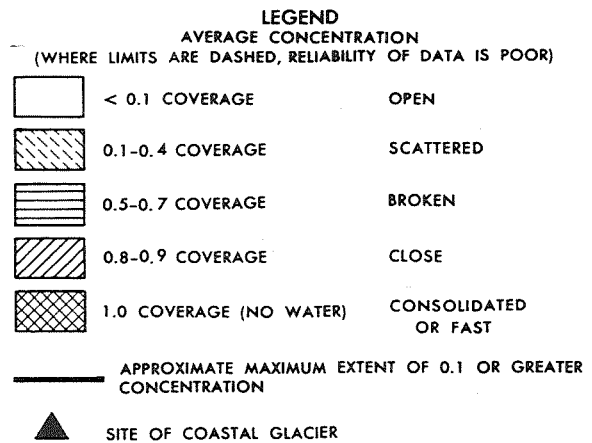 LEGEND
AVERAGE CONCENTRATION
(WHERE LIMITS ARE DASHED, RELIABILITY OF DATA IS POOR)
< 0.1 COVERAGE OPEN
0.1-0.4 COVERAGE SCATTERED
0.5-0.7 COVERAGE BROKEN
0.8-0.9 COVERAGE CLOSE
1.0 COVERAGE (NO WATER) CONSOLIDATED
OR FAST
APPROXIMATE MAXIMUM EXTENT OF 0.1 OR GREATER
CONCENTRATION
SITE OF COASTAL GLACIER